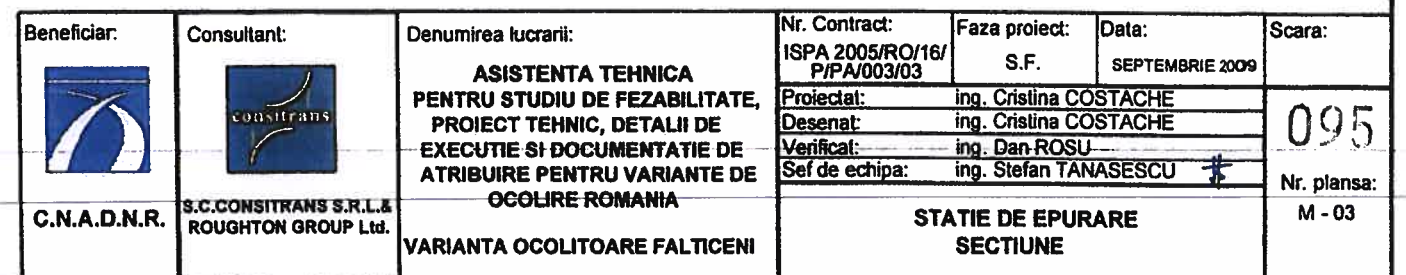 Beneficiar:
C.N.A.D.N.R.
Consultant:
consitrans
S.C.CONSITRANS S.R.L.&
ROUGHTON GROUP Ltd.
Denumirea lucrarii:
ASISTENTA TEHNICA
PENTRU STUDIU DE FEZABILITATE,
PROIECT TEHNIC, DETALII DE
EXECUTIE SI DOCUMENTATIE DE
ATRIBUIRE PENTRU VARIANTE DE
OCOLIRE ROMANIA
VARIANTA OCOLITOARE FALTICENI
Nr. Contract:
ISPA 2005/RO/16/
P/PA/003/03
Faza proiect:
S.F.
Data:
SEPTEMBRIE 2009
Proiectat: ing. Cristina COSTACHE
Desenat: ing. Cristina COSTACHE
Verificat: ing. Dan ROSU
Sef de echipa: ing. Stefan TANASESCU
STATIE DE EPURARE
SECTIUNE
Scara:
095
Nr. plansa:
M - 03